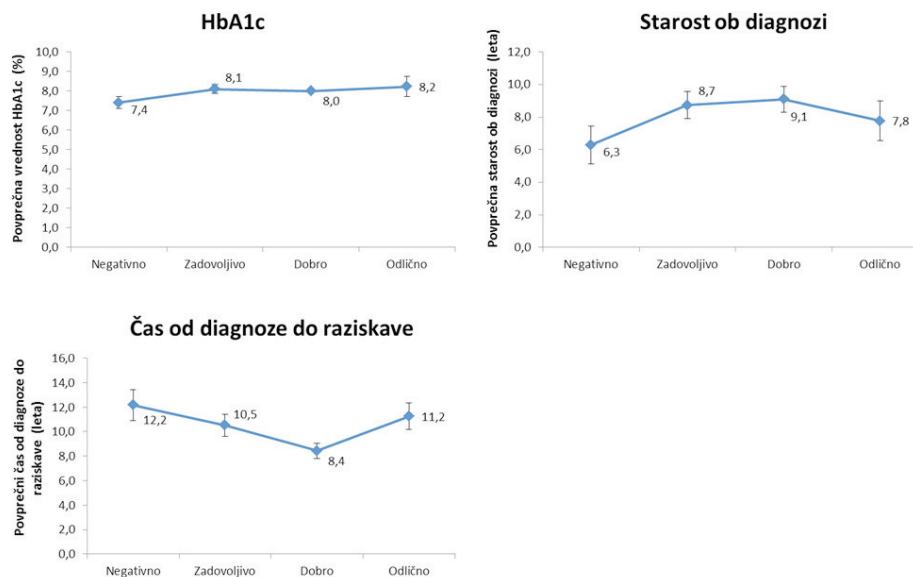 HbA1c
Povprečna vrednost HbA1c (%)
10,0
9,0
8,0
7,0
6,0
5,0
4,0
3,0
2,0
1,0
0,0
7,4
8,1
8,0
8,2
Negativno
Zadovoljivo
Dobro
Odlično
Starost ob diagnozi
Povprečna starost ob diagnozi (leta)
12,0
10,0
8,0
6,0
4,0
2,0
0,0
6,3
8,7
9,1
7,8
Negativno
Zadovoljivo
Dobro
Odlično
Čas od diagnoze do raziskave
Povprečni čas od diagnoze do
raziskave (leta)
16,0
14,0
12,0
10,0
8,0
6,0
4,0
2,0
0,0
12,2
10,5
8,4
11,2
Negativno
Zadovoljivo
Dobro
Odlično